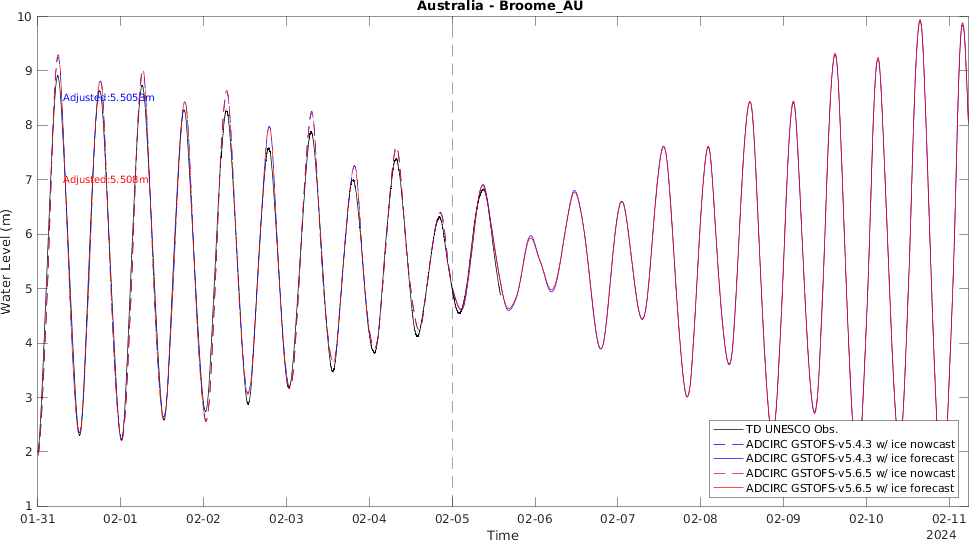 Australia - Broome_AU
10
9
8
7
6
5
4
3
2
1
Water Level (m)
Adjusted:5.5053m
Adjusted:5.508m
TD UNESCO Obs.
ADCIRC GSTOFS-v5.4.3 w/ ice nowcast
ADCIRC GSTOFS-v5.4.3 w/ ice forecast
ADCIRC GSTOFS-v5.6.5 w/ ice nowcast
ADCIRC GSTOFS-v5.6.5 w/ ice forecast
01-31 02-01 02-02 02-03 02-04 02-05 02-06 02-07 02-08 02-09 02-10 02-11
Time
2024